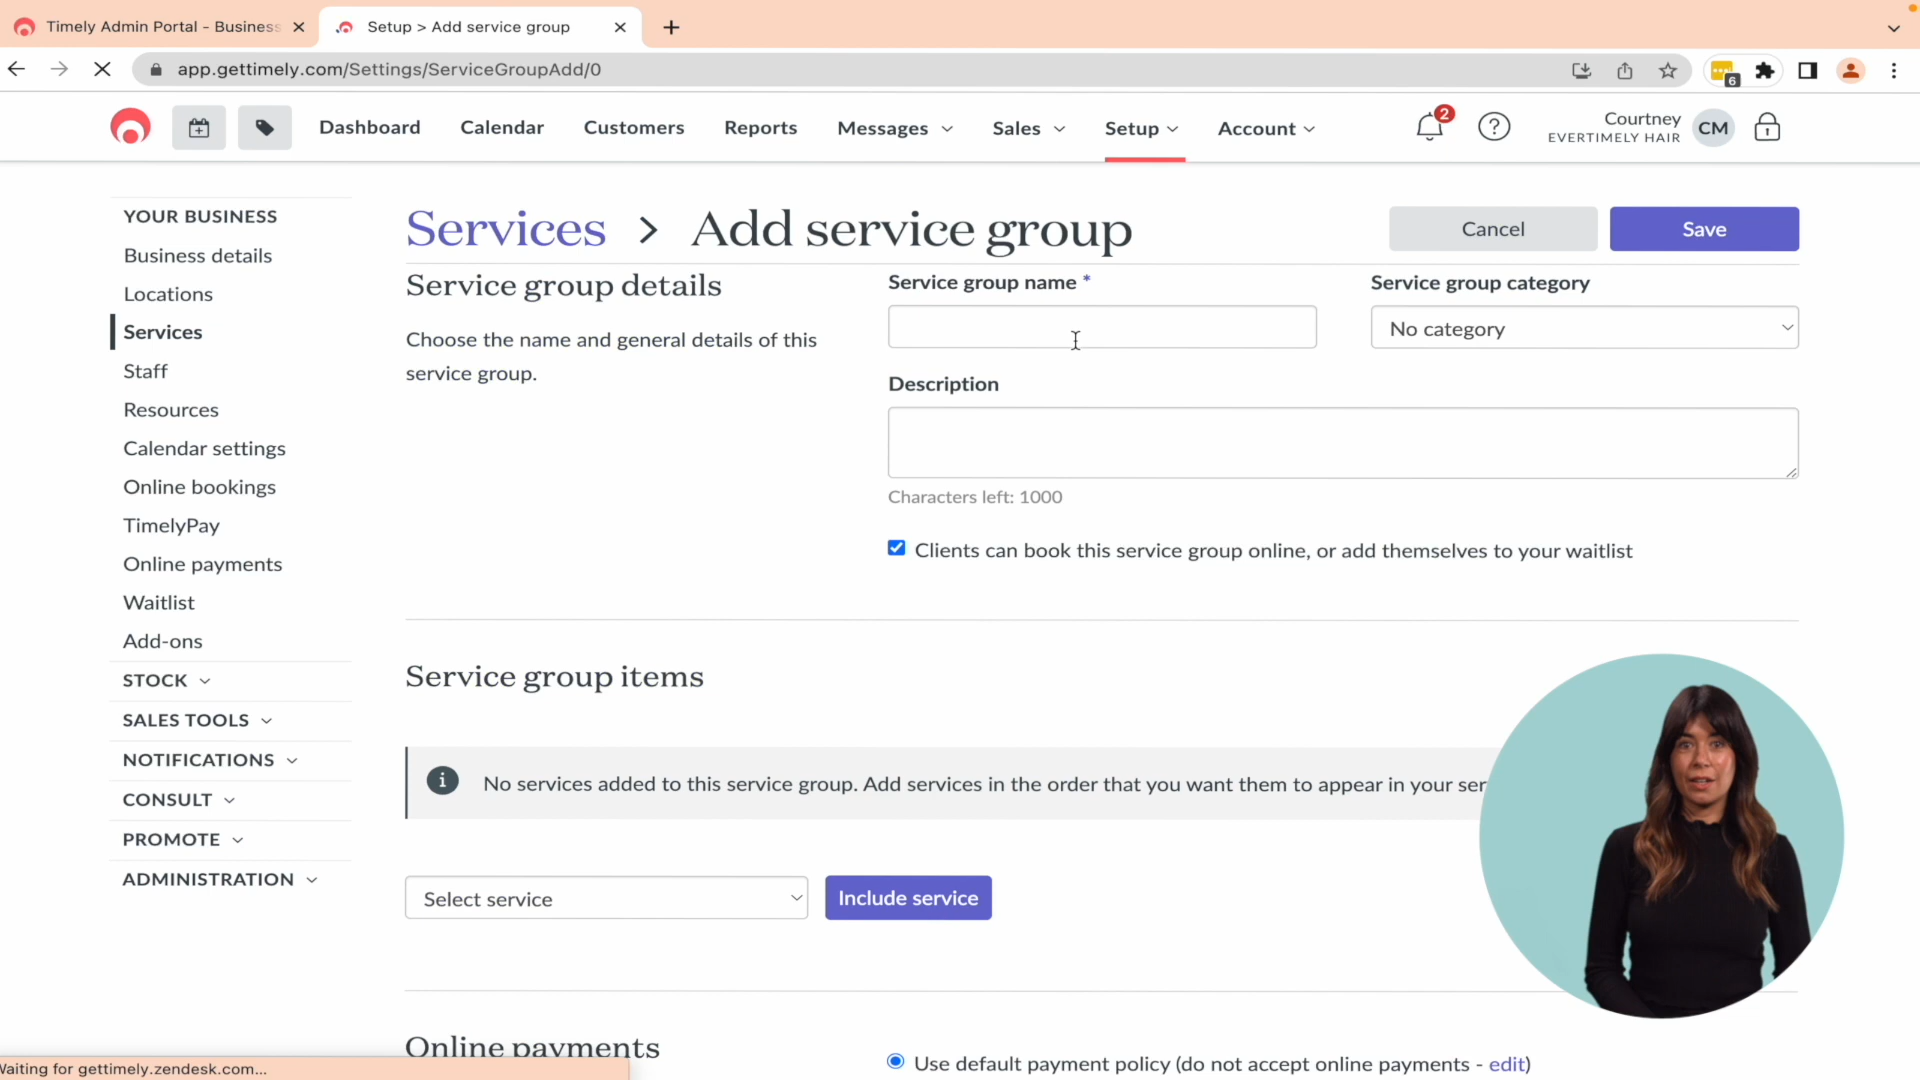 Timely Admin Portal - Business
Setup > Add service group
app.gettimely.com/Settings/ServiceGroupAdd/0
6
Dashboard
Calendar
Customers
Reports
Messages
Sales
Setup
Account
2
?
Courtney
EVERTIMELY HAIR
CM
YOUR BUSINESS
Business details
Locations
Services
Staff
Resources
Calendar settings
Online bookings
TimelyPay
Online payments
Waitlist
Add-ons
STOCK
SALES TOOLS
NOTIFICATIONS
CONSULT
PROMOTE
ADMINISTRATION
Services > Add service group
Cancel
Save
Service group details
Choose the name and general details of this
service group.
Service group name *
Service group category
No category
Description
Characters left: 1000
Clients can book this service group online, or add themselves to your waitlist
Service group items
No services added to this service group. Add services in the order that you want them to appear in your ser
Select service
Include service
Online payments
Use default payment policy (do not accept online payments - edit)
Waiting for gettimely.zendesk.com...